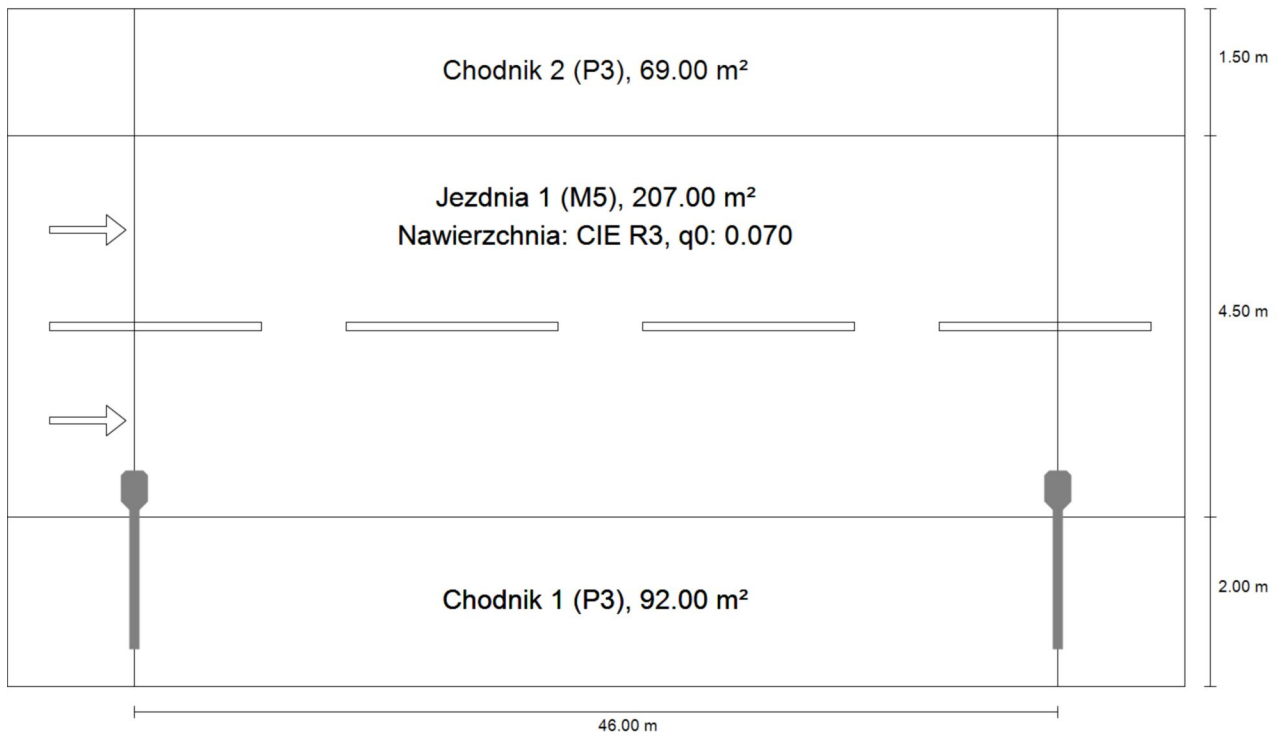 Chodnik 2 (P3), 69.00 m²
1.50 m
Jezdnia 1 (M5), 207.00 m²
Nawierzchnia: CIE R3, q0: 0.070
4.50 m
Chodnik 1 (P3), 92.00 m²
2.00 m
46.00 m